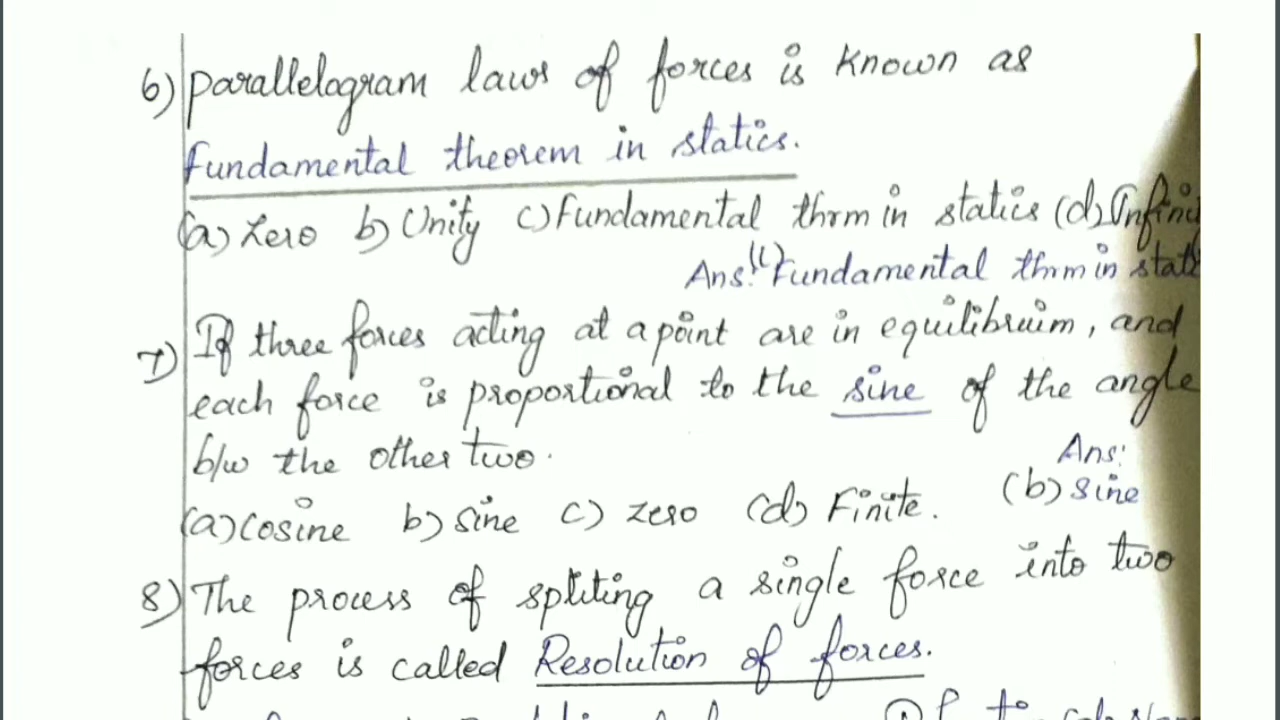 6) parallelogram laws of forces is known as
fundamental theorem in statics.
(a) Zero b) Unity c) Fundamental thrm in statics (d) Infini
Ans: (c) Fundamental thrm in stati
7) If three forces acting at a point are in equilibruim, and
each force is proportional to the sine of the angle
b/w the other two.
Ans:
(a) cosine b) sine c) zero (d) Finite. (b) sine
8) The process of spliting a single force into two
forces is called Resolution of forces.